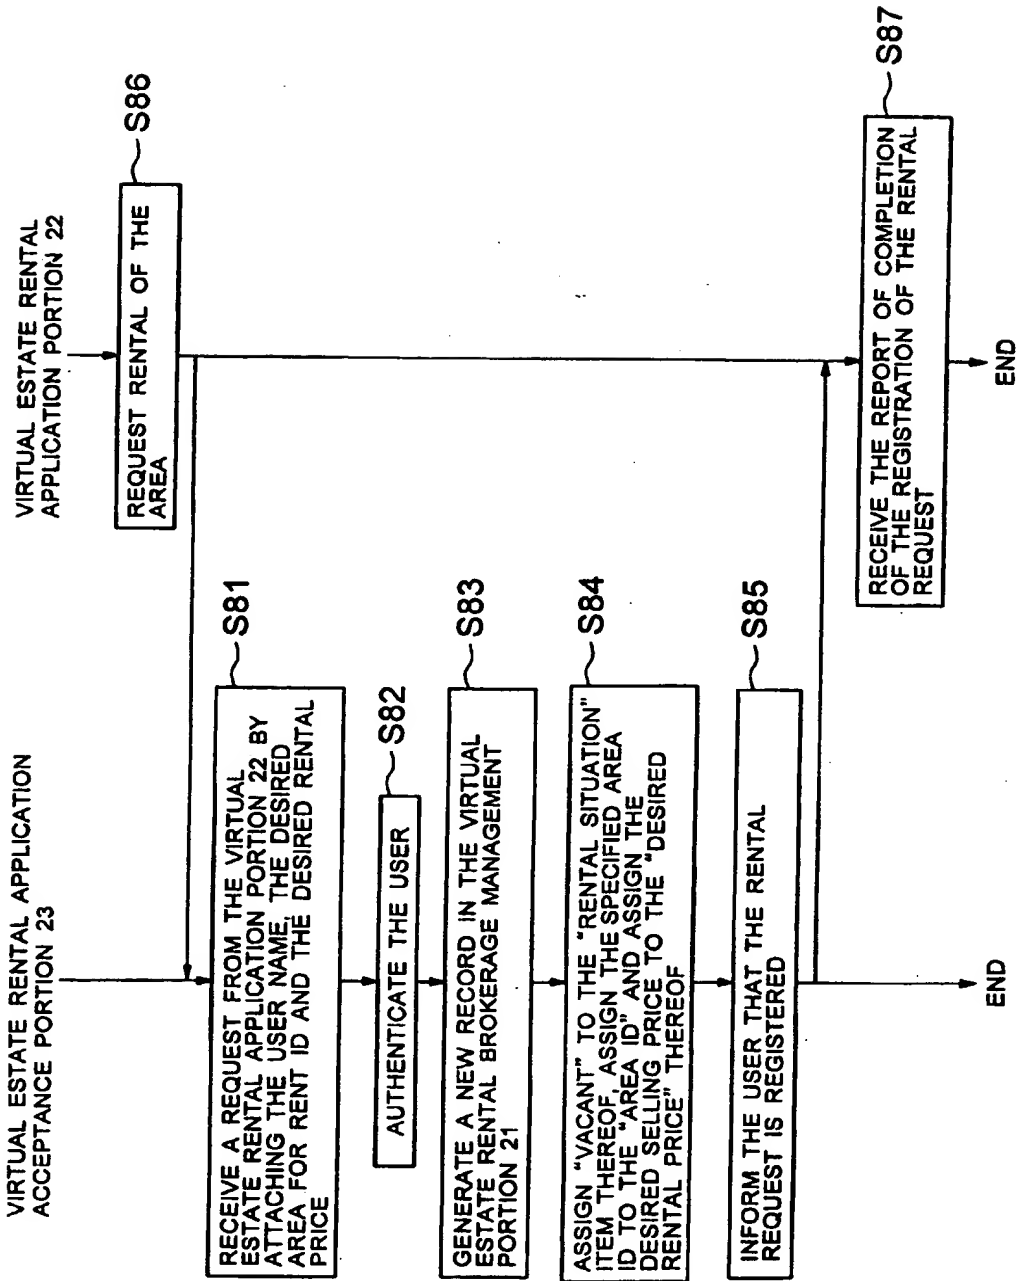 VIRTUAL ESTATE RENTAL APPLICATION
ACCEPTANCE PORTION 23
RECEIVE A REQUEST FROM THE VIRTUAL
ESTATE RENTAL APPLICATION PORTION 22 BY
ATTACHING THE USER NAME, THE DESIRED
AREA FOR RENT ID AND THE DESIRED RENTAL
PRICE
S81
AUTHENTICATE THE USER
S82
GENERATE A NEW RECORD IN THE VIRTUAL
ESTATE RENTAL BROKERAGE MANAGEMENT
PORTION 21
S83
ASSIGN "VACANT" TO THE "RENTAL SITUATION"
ITEM THEREOF, ASSIGN THE SPECIFIED AREA
ID TO THE "AREA ID" AND ASSIGN THE
DESIRED SELLING PRICE TO THE "DESIRED
RENTAL PRICE" THEREOF
S84
INFORM THE USER THAT THE RENTAL
REQUEST IS REGISTERED
S85
END
VIRTUAL ESTATE RENTAL
APPLICATION PORTION 22
REQUEST RENTAL OF THE
AREA
S86
RECEIVE THE REPORT OF COMPLETION
OF THE REGISTRATION OF THE RENTAL
REQUEST
S87
END